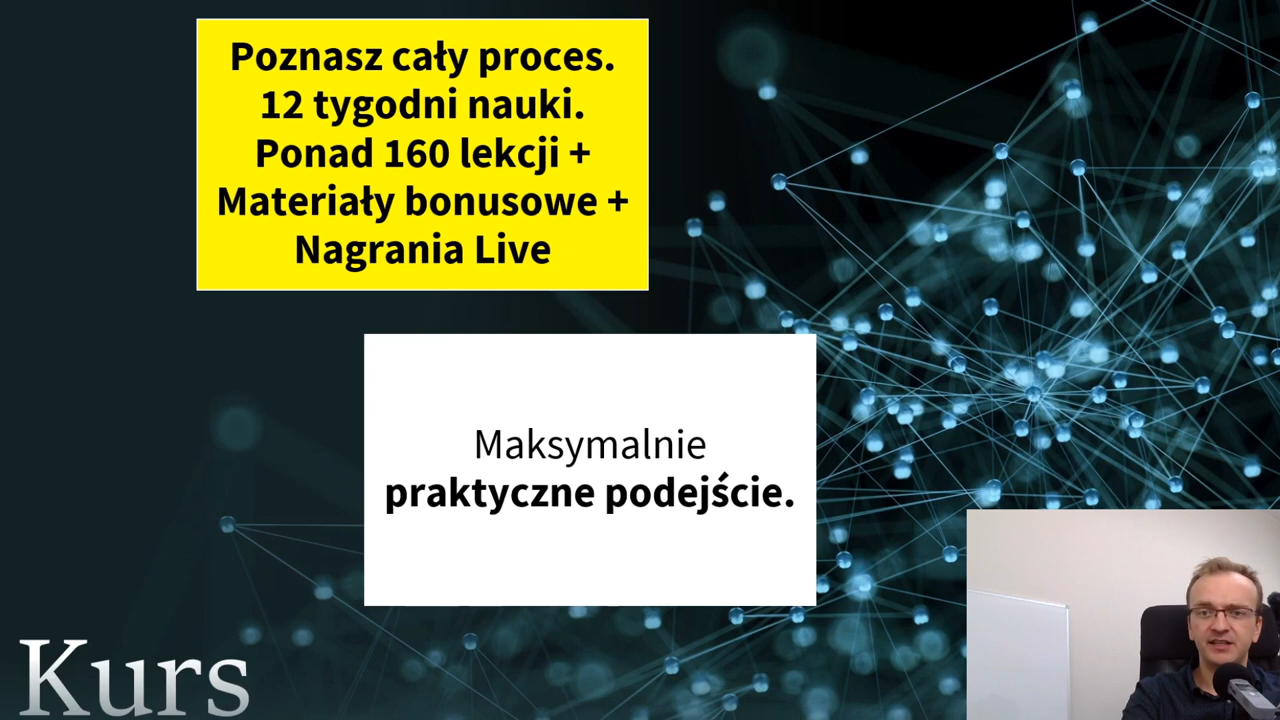 Poznasz cały proces.
12 tygodni nauki.
Ponad 160 lekcji +
Materiały bonusowe +
Nagrania Live
Maksymalnie
praktyczne podejście.
Kurs